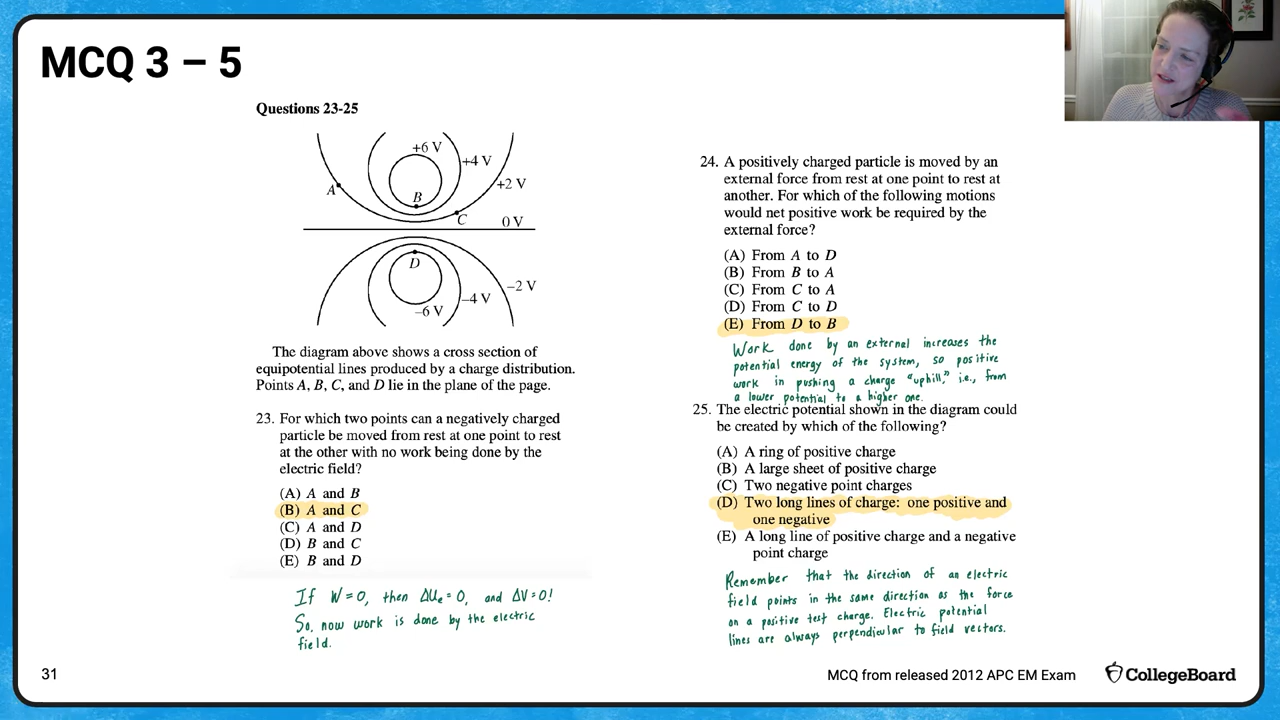 MCQ 3 – 5
Questions 23-25
+6 V
+4 V
A
+2 V
B
C
0 V
D
–2 V
–4 V
–6 V
The diagram above shows a cross section of
equipotential lines produced by a charge distribution.
Points A, B, C, and D lie in the plane of the page.
23. For which two points can a negatively charged
particle be moved from rest at one point to rest
at the other with no work being done by the
electric field?
(A) A and B
(B) A and C
(C) A and D
(D) B and C
(E) B and D
If W = 0, then ΔUe = 0, and ΔV = 0!
So, now work is done by the electric
field.
24. A positively charged particle is moved by an
external force from rest at one point to rest at
another. For which of the following motions
would net positive work be required by the
external force?
(A) From A to D
(B) From B to A
(C) From C to A
(D) From C to D
(E) From D to B
Work done by an external increases the
potential energy of the system, so positive
work in pushing a charge "uphill," i.e., from
a lower potential to a higher one.
25. The electric potential shown in the diagram could
be created by which of the following?
(A) A ring of positive charge
(B) A large sheet of positive charge
(C) Two negative point charges
(D) Two long lines of charge: one positive and
one negative
(E) A long line of positive charge and a negative
point charge
Remember that the direction of an electric
field points in the same direction as the force
on a positive test charge. Electric potential
lines are always perpendicular to field vectors.
31
MCQ from released 2012 APC EM Exam
CollegeBoard